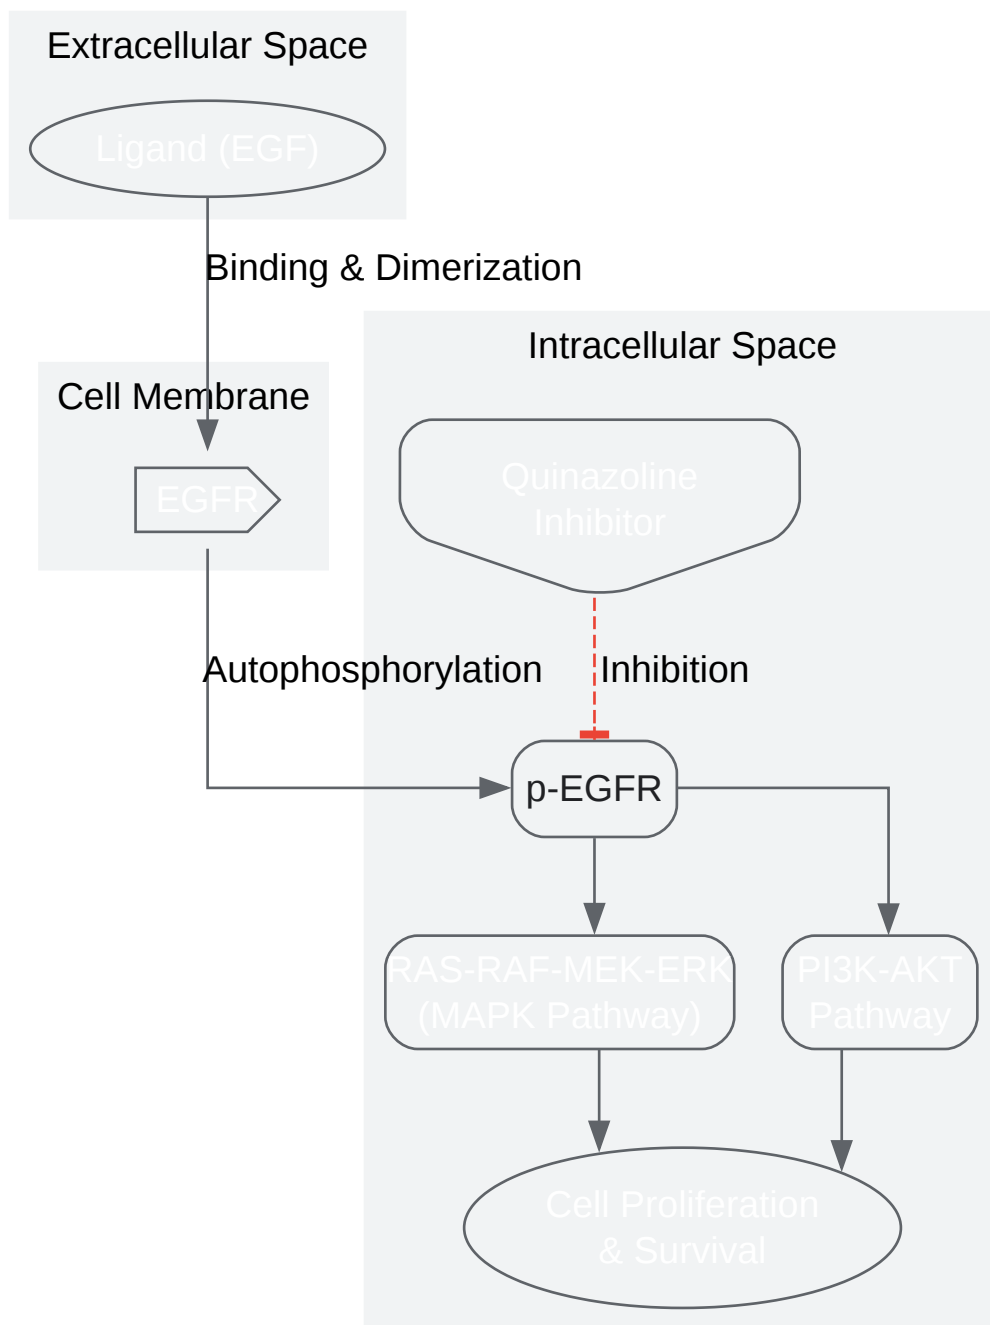 Extracellular Space
Ligand (EGF)
Binding & Dimerization
Intracellular Space
Cell Membrane
Quinazoline
Inhibitor
EGFR
Autophosphorylation
Inhibition
p-EGFR
RAS-RAF-MEK-ERK
(MAPK Pathway)
PI3K-AKT
Pathway
Cell Proliferation
& Survival